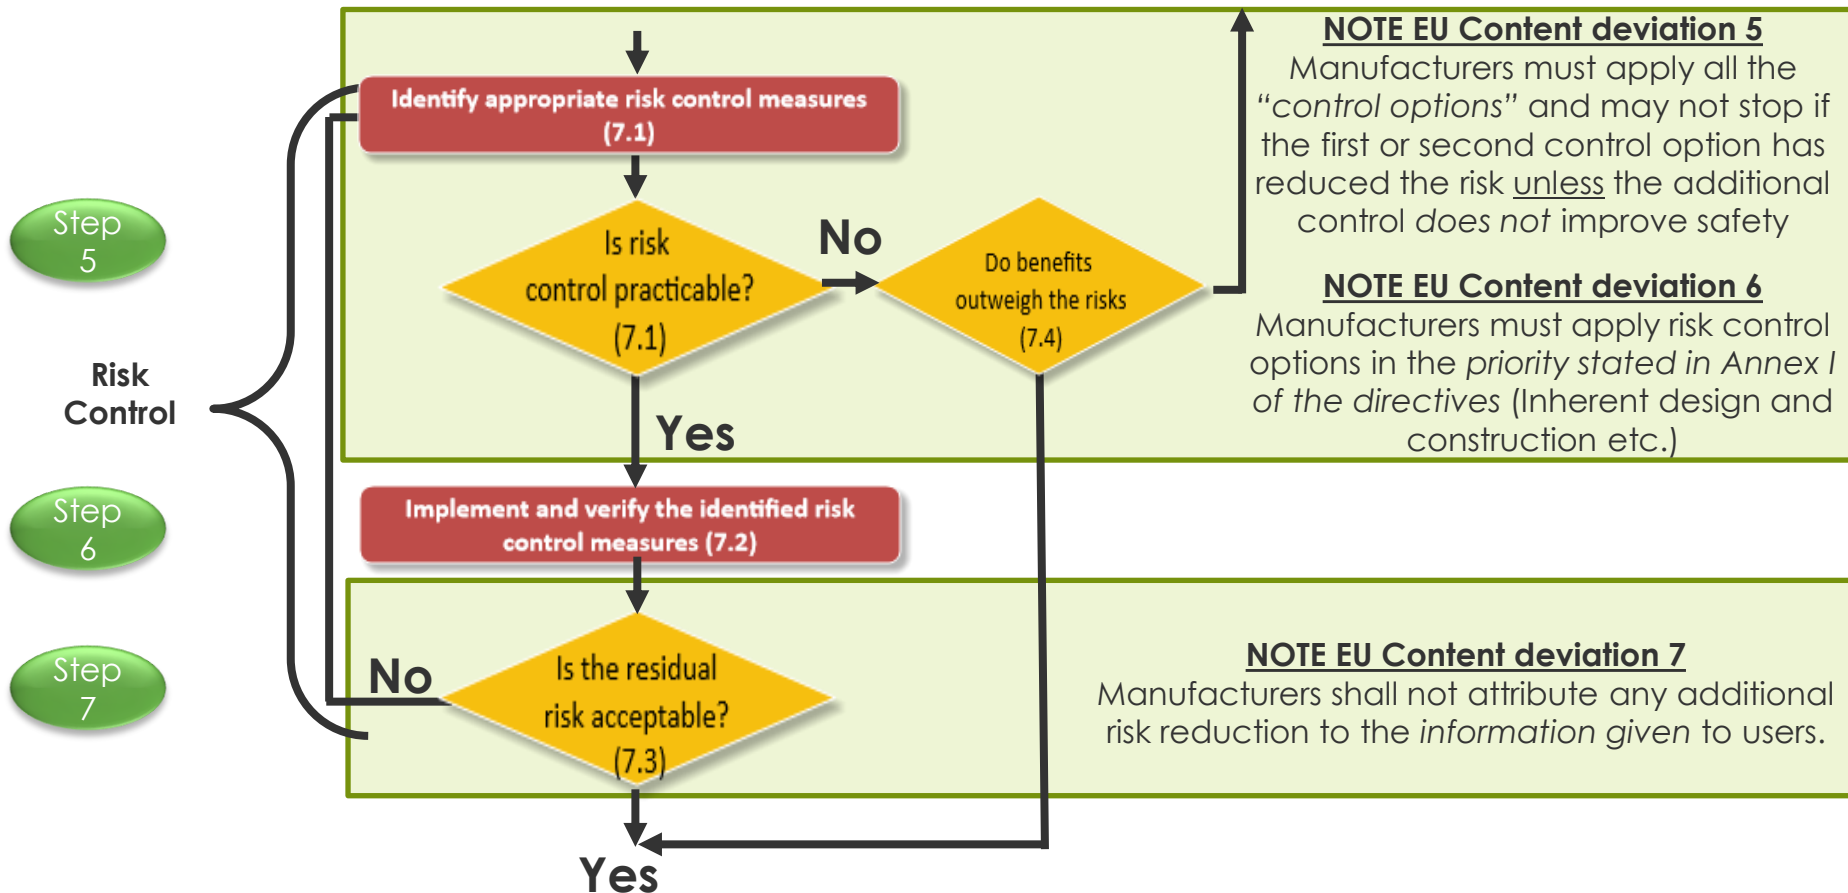 NOTE EU Content deviation 5
Manufacturers must apply all the
“control options” and may not stop if
the first or second control option has
reduced the risk unless the additional
control does not improve safety
NOTE EU Content deviation 6
Manufacturers must apply risk control
options in the priority stated in Annex I
of the directives (Inherent design and
construction etc.)
Identify appropriate risk control measures
(7.1)
Step
5
Is risk
control practicable?
(7.1)
No
Do benefits
outweigh the risks
(7.4)
Risk
Control
Yes
Step
6
Implement and verify the identified risk
control measures (7.2)
Step
7
No
Is the residual
risk acceptable?
(7.3)
NOTE EU Content deviation 7
Manufacturers shall not attribute any additional
risk reduction to the information given to users.
Yes